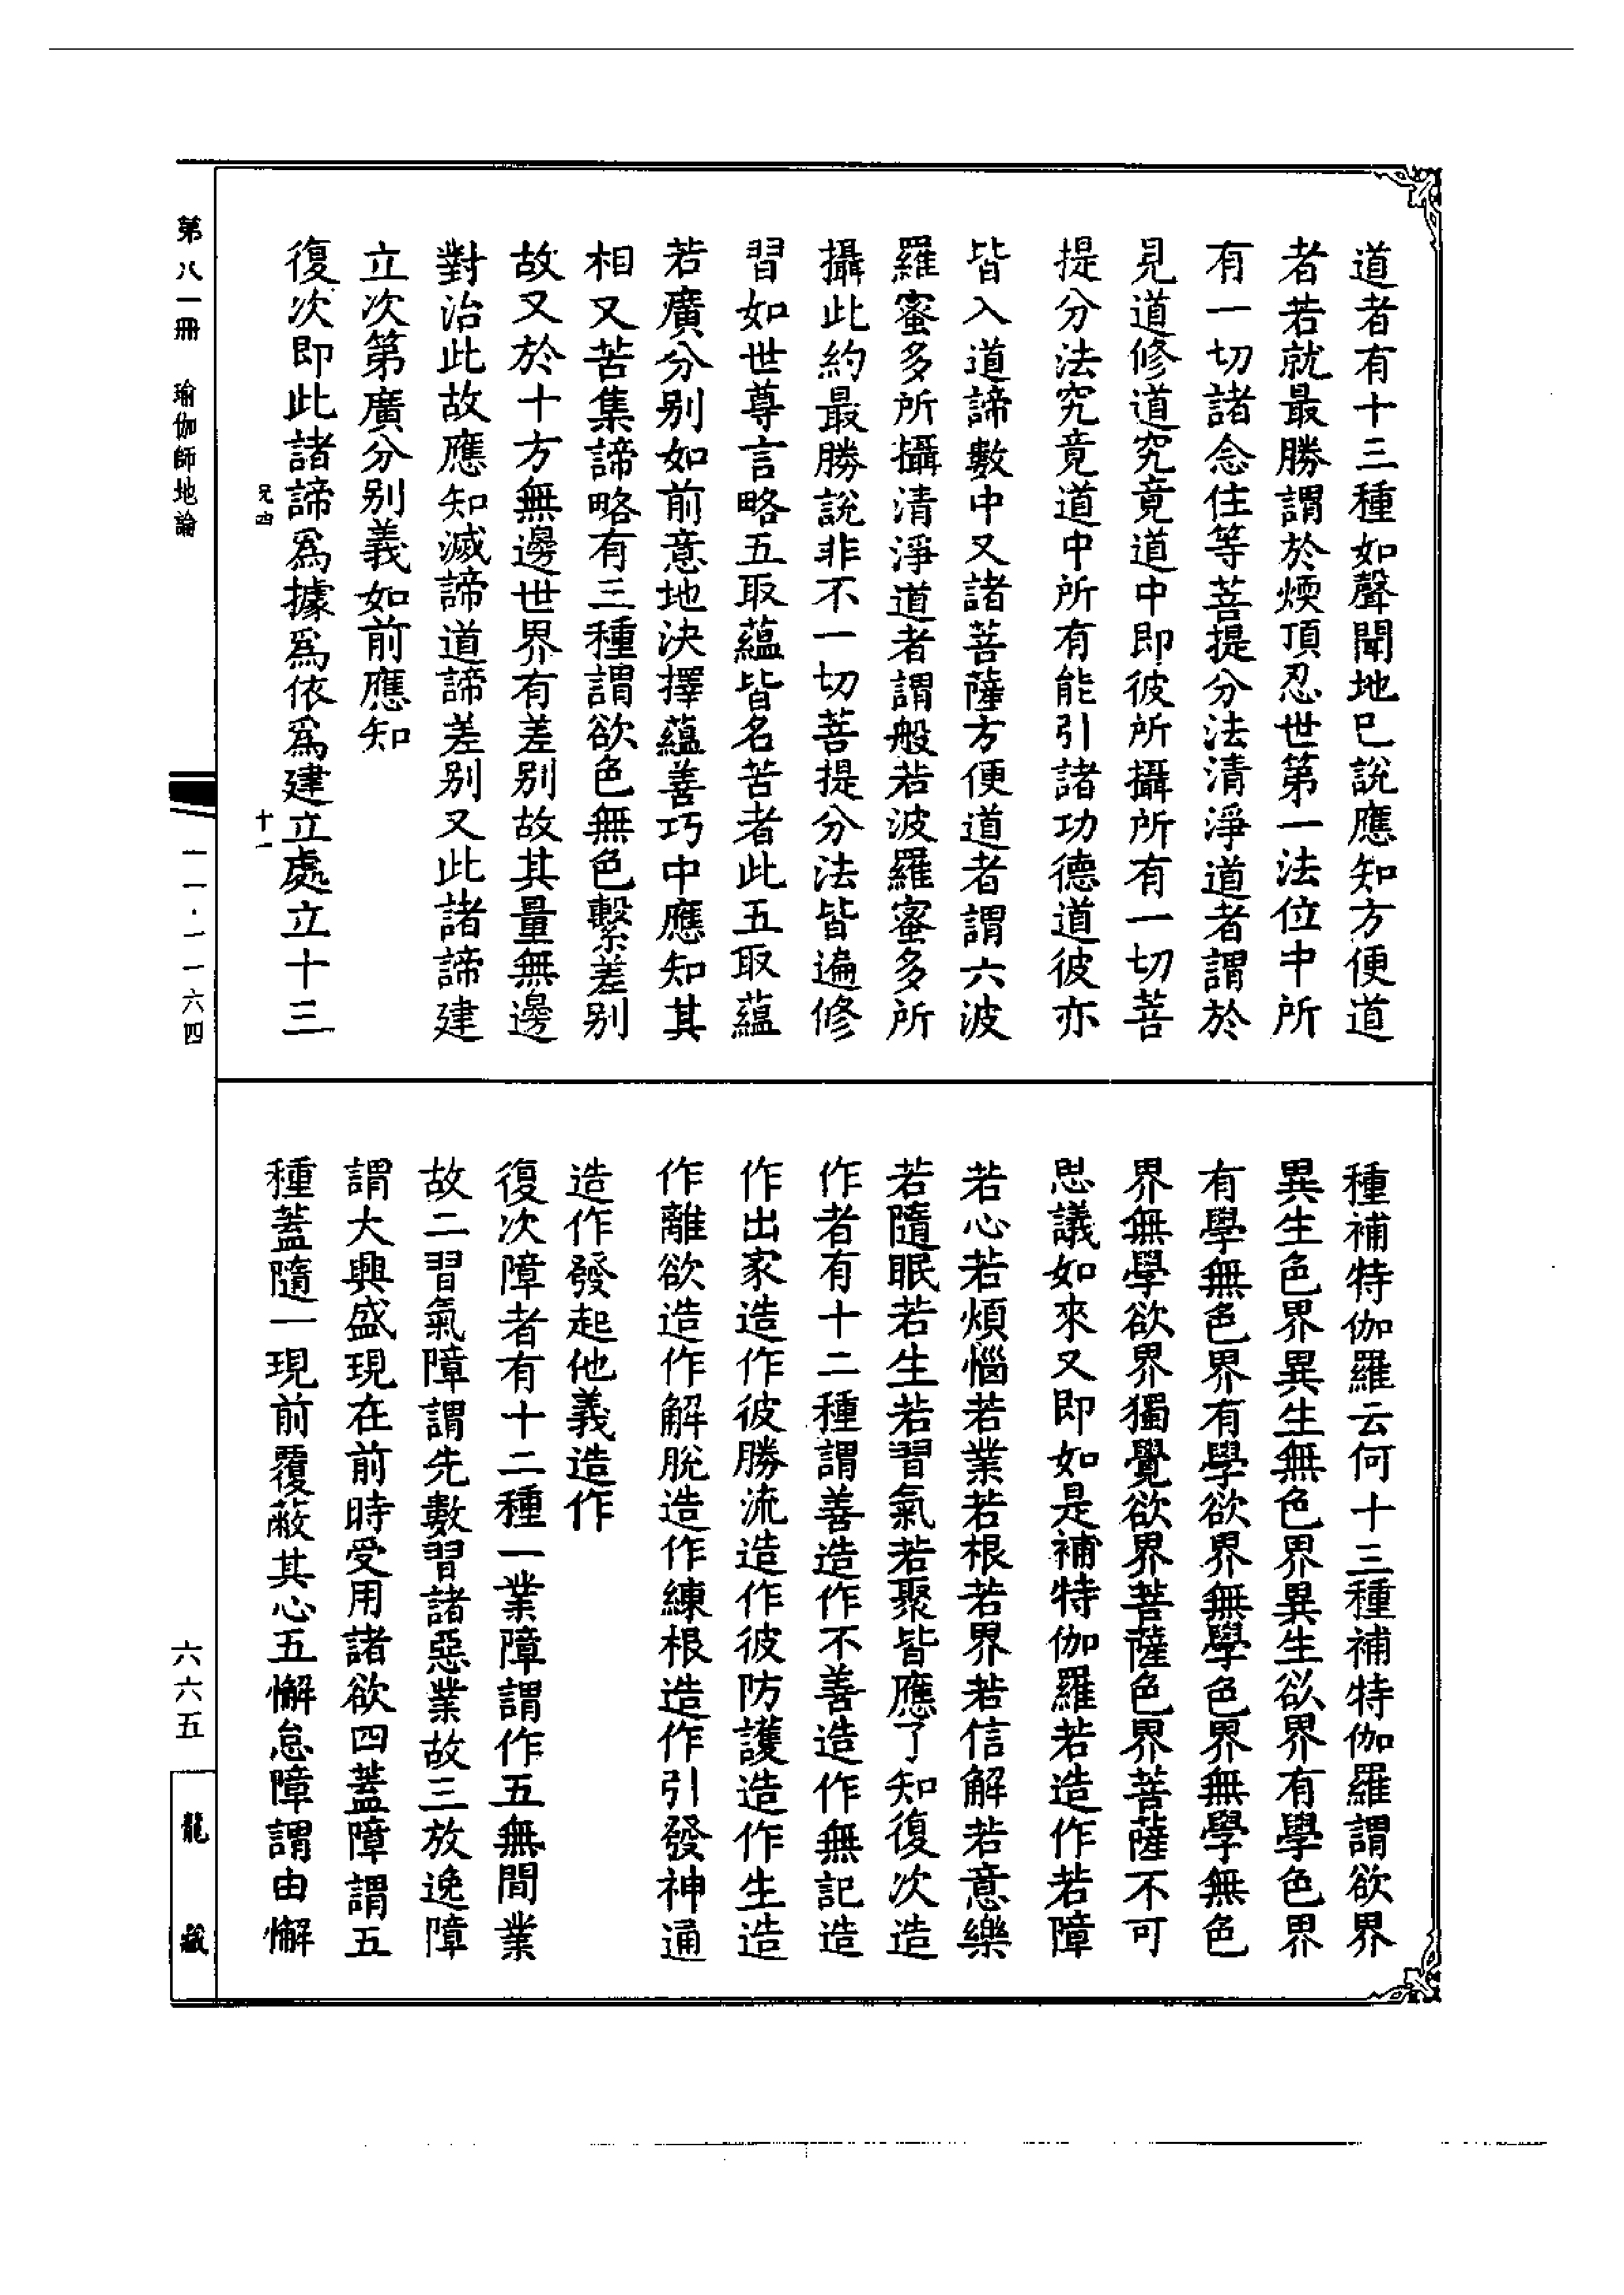 道者有十三種如聲聞地已說應知方便道
者若就最勝謂於煗頂忍世第一法位中所
有一切諸念住等菩提分法清淨道者謂於
見道修道究竟道中即彼所攝所有一切菩
提分法究竟道中所有能引諸功德道彼亦
皆入道諦數中又諸菩薩方便道者謂六波
羅蜜多所攝清淨道者謂般若波羅蜜多所
攝此約最勝說非不一切菩提分法皆遍修
習如世尊言略五取蘊皆名苦者此五取蘊
若廣分別如前意地決擇蘊善巧中應知其
相又苦集諦略有三種謂欲色無色繫差別
故又於十方無邊世界有差別故其量無邊
對治此故應知滅諦道諦差別又此諸諦建
立次第廣分別義如前應知
復次即此諸諦爲據爲依爲建立處立十三
種補特伽羅云何十三種補特伽羅謂欲界
異生色界異生無色界異生欲界有學色界
有學無色界有學欲界無學色界無學無色
界無學欲界獨覺欲界菩薩色界菩薩不可
思議如來又即如是補特伽羅若造作若障
若心若煩惱若業若根若界若信解若意樂
若隨眠若生若習氣若聚皆應了知復次造
作者有十二種謂善造作不善造作無記造
作出家造作彼勝流造作彼防護造作生造
作離欲造作解脫造作練根造作引發神通
造作發起他義造作
復次障者有十二種一業障謂作五無間業
故二習氣障謂先數習諸惡業故三放逸障
謂大興盛現在前時受用諸欲四蓋障謂五
種蓋隨一現前覆蔽其心五懈怠障謂由懈
十一
第八一冊 瑜伽師地論
一一·一一六四
六六五
龍藏